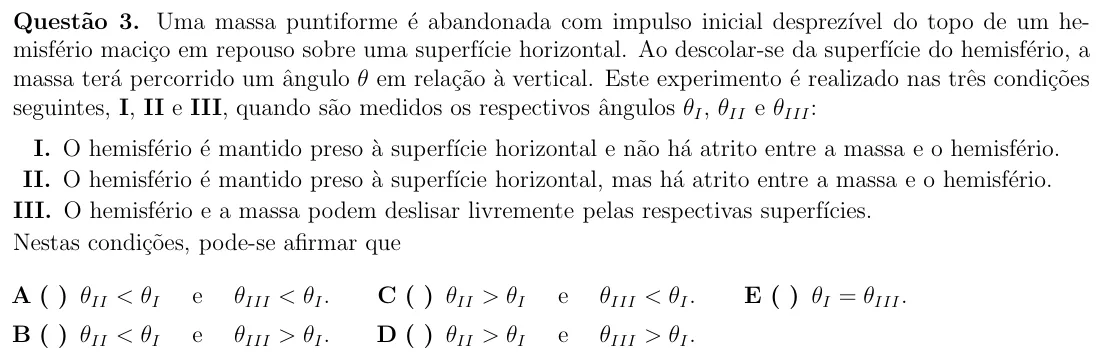 Questão 3. Uma massa puntiforme é abandonada com impulso inicial desprezível do topo de um he-
misfério maciço em repouso sobre uma superfície horizontal. Ao descolar-se da superfície do hemisfério, a
massa terá percorrido um ângulo θ em relação à vertical. Este experimento é realizado nas três condições
seguintes, I, II e III, quando são medidos os respectivos ângulos θ_I, θ_II e θ_III:
I. O hemisfério é mantido preso à superfície horizontal e não há atrito entre a massa e o hemisfério.
II. O hemisfério é mantido preso à superfície horizontal, mas há atrito entre a massa e o hemisfério.
III. O hemisfério e a massa podem deslisar livremente pelas respectivas superfícies.
Nestas condições, pode-se afirmar que
A ( ) θ_II < θ_I e θ_III < θ_I. C ( ) θ_II > θ_I e θ_III < θ_I. E ( ) θ_I = θ_III.
B ( ) θ_II < θ_I e θ_III > θ_I. D ( ) θ_II > θ_I e θ_III > θ_I.